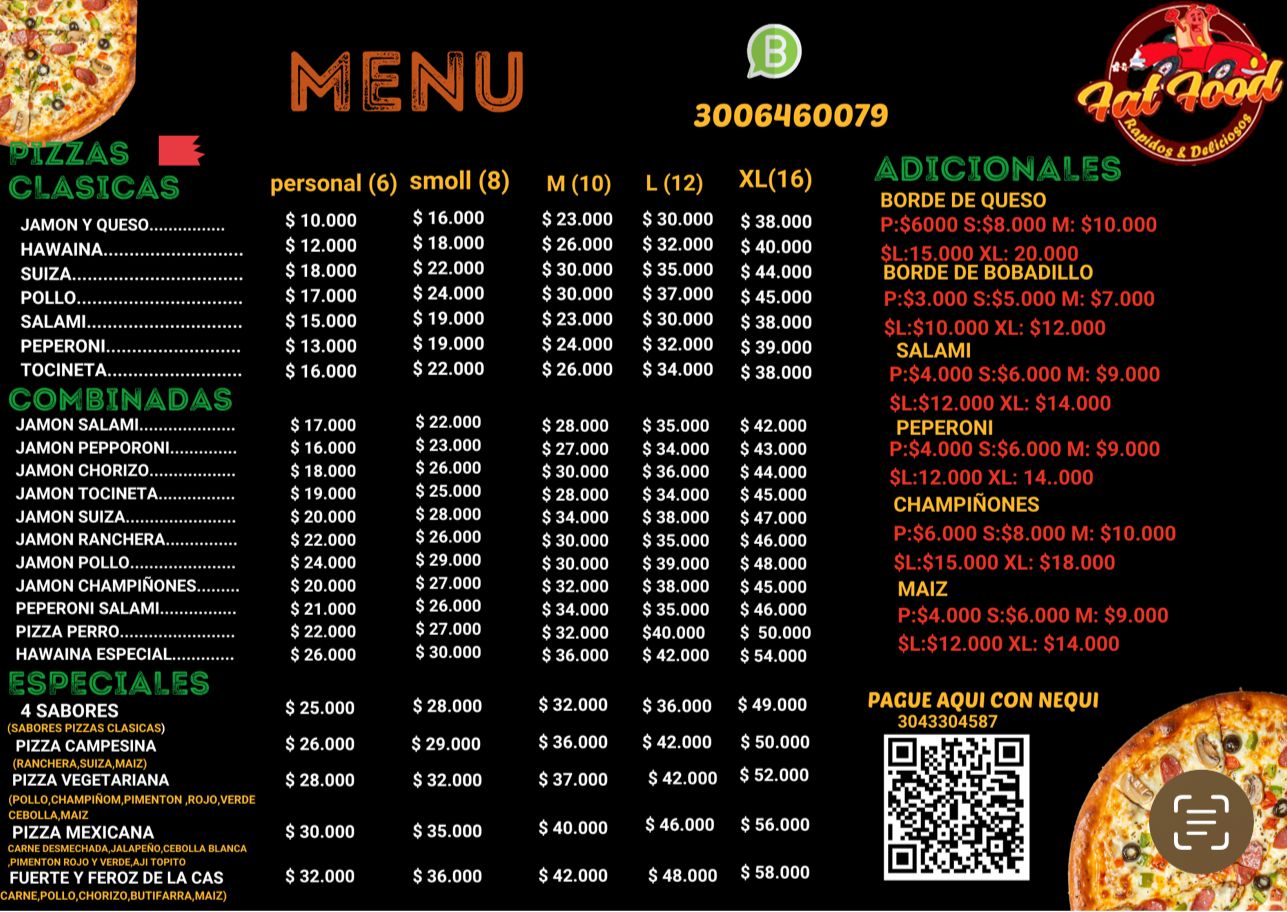 MENU
B
3006460079
Fat Food
Rapidos & Deliciosos
PIZZAS
CLASICAS
personal (6) smoll (8) M (10) L (12) XL(16)
JAMON Y QUESO............... $ 10.000 $ 16.000 $ 23.000 $ 30.000 $ 38.000
HAWAINA............................ $ 12.000 $ 18.000 $ 26.000 $ 32.000 $ 40.000
SUIZA.................................. $ 18.000 $ 22.000 $ 30.000 $ 35.000 $ 44.000
POLLO................................. $ 17.000 $ 24.000 $ 30.000 $ 37.000 $ 45.000
SALAMI............................... $ 15.000 $ 19.000 $ 23.000 $ 30.000 $ 38.000
PEPERONI........................... $ 13.000 $ 19.000 $ 24.000 $ 32.000 $ 39.000
TOCINETA........................... $ 16.000 $ 22.000 $ 26.000 $ 34.000 $ 38.000
COMBINADAS
JAMON SALAMI.................... $ 17.000 $ 22.000 $ 28.000 $ 35.000 $ 42.000
JAMON PEPPORONI.............. $ 16.000 $ 23.000 $ 27.000 $ 34.000 $ 43.000
JAMON CHORIZO.................. $ 18.000 $ 26.000 $ 30.000 $ 36.000 $ 44.000
JAMON TOCINETA................ $ 19.000 $ 25.000 $ 28.000 $ 34.000 $ 45.000
JAMON SUIZA....................... $ 20.000 $ 28.000 $ 34.000 $ 38.000 $ 47.000
JAMON RANCHERA............... $ 22.000 $ 26.000 $ 30.000 $ 35.000 $ 46.000
JAMON POLLO...................... $ 24.000 $ 29.000 $ 30.000 $ 39.000 $ 48.000
JAMON CHAMPIÑONES......... $ 20.000 $ 27.000 $ 32.000 $ 38.000 $ 45.000
PEPERONI SALAMI................ $ 21.000 $ 26.000 $ 34.000 $ 35.000 $ 46.000
PIZZA PERRO........................ $ 22.000 $ 27.000 $ 32.000 $40.000 $ 50.000
HAWAINA ESPECIAL............. $ 26.000 $ 30.000 $ 36.000 $ 42.000 $ 54.000
ESPECIALES
4 SABORES $ 25.000 $ 28.000 $ 32.000 $ 36.000 $ 49.000
(SABORES PIZZAS CLASICAS)
PIZZA CAMPESINA $ 26.000 $ 29.000 $ 36.000 $ 42.000 $ 50.000
(RANCHERA,SUIZA,MAIZ)
PIZZA VEGETARIANA $ 28.000 $ 32.000 $ 37.000 $ 42.000 $ 52.000
(POLLO,CHAMPIÑOM,PIMENTON ,ROJO,VERDE
CEBOLLA,MAIZ
PIZZA MEXICANA $ 30.000 $ 35.000 $ 40.000 $ 46.000 $ 56.000
CARNE DESMECHADA,JALAPEÑO,CEBOLLA BLANCA
,PIMENTON ROJO Y VERDE,AJI TOPITO
FUERTE Y FEROZ DE LA CAS $ 32.000 $ 36.000 $ 42.000 $ 48.000 $ 58.000
CARNE,POLLO,CHORIZO,BUTIFARRA,MAIZ)
ADICIONALES
BORDE DE QUESO
P:$6000 S:$8.000 M: $10.000
$L:15.000 XL: 20.000
BORDE DE BOBADILLO
P:$3.000 S:$5.000 M: $7.000
$L:$10.000 XL: $12.000
SALAMI
P:$4.000 S:$6.000 M: $9.000
$L:$12.000 XL: $14.000
PEPERONI
P:$4.000 S:$6.000 M: $9.000
$L:12.000 XL: 14..000
CHAMPIÑONES
P:$6.000 S:$8.000 M: $10.000
$L:$15.000 XL: $18.000
MAIZ
P:$4.000 S:$6.000 M: $9.000
$L:$12.000 XL: $14.000
PAGUE AQUI CON NEQUI
3043304587